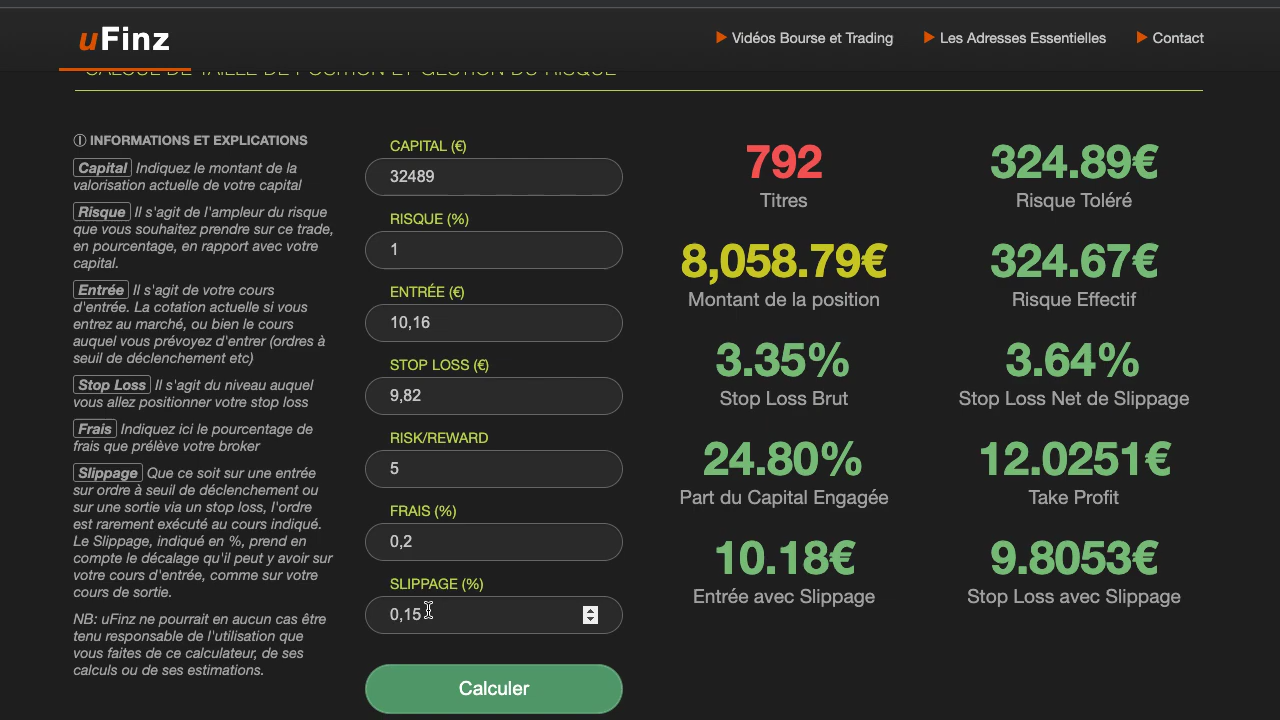 uFinz
Vidéos Bourse et Trading
Les Adresses Essentielles
Contact
CALCUL DE TAILLE DE POSITION ET GESTION DU RISQUE
INFORMATIONS ET EXPLICATIONS
Capital Indiquez le montant de la
valorisation actuelle de votre capital
Risque Il s'agit de l'ampleur du risque
que vous souhaitez prendre sur ce trade,
en pourcentage, en rapport avec votre
capital.
Entrée Il s'agit de votre cours
d'entrée. La cotation actuelle si vous
entrez au marché, ou bien le cours
auquel vous prévoyez d'entrer (ordres à
seuil de déclenchement etc)
Stop Loss Il s'agit du niveau auquel
vous allez positionner votre stop loss
Frais Indiquez ici le pourcentage de
frais que prélève votre broker
Slippage Que ce soit sur une entrée
sur ordre à seuil de déclenchement ou
sur une sortie via un stop loss, l'ordre
est rarement exécuté au cours indiqué.
Le Slippage, indiqué en %, prend en
compte le décalage qu'il peut y avoir sur
votre cours d'entrée, comme sur votre
cours de sortie.
NB: uFinz ne pourrait en aucun cas être
tenu responsable de l'utilisation que
vous faites de ce calculateur, de ses
calculs ou de ses estimations.
CAPITAL (€)
32489
RISQUE (%)
1
ENTRÉE (€)
10,16
STOP LOSS (€)
9,82
RISK/REWARD
5
FRAIS (%)
0,2
SLIPPAGE (%)
0,15
Calculer
792
Titres
324.89€
Risque Toléré
8,058.79€
Montant de la position
324.67€
Risque Effectif
3.35%
Stop Loss Brut
3.64%
Stop Loss Net de Slippage
24.80%
Part du Capital Engagée
12.0251€
Take Profit
10.18€
Entrée avec Slippage
9.8053€
Stop Loss avec Slippage